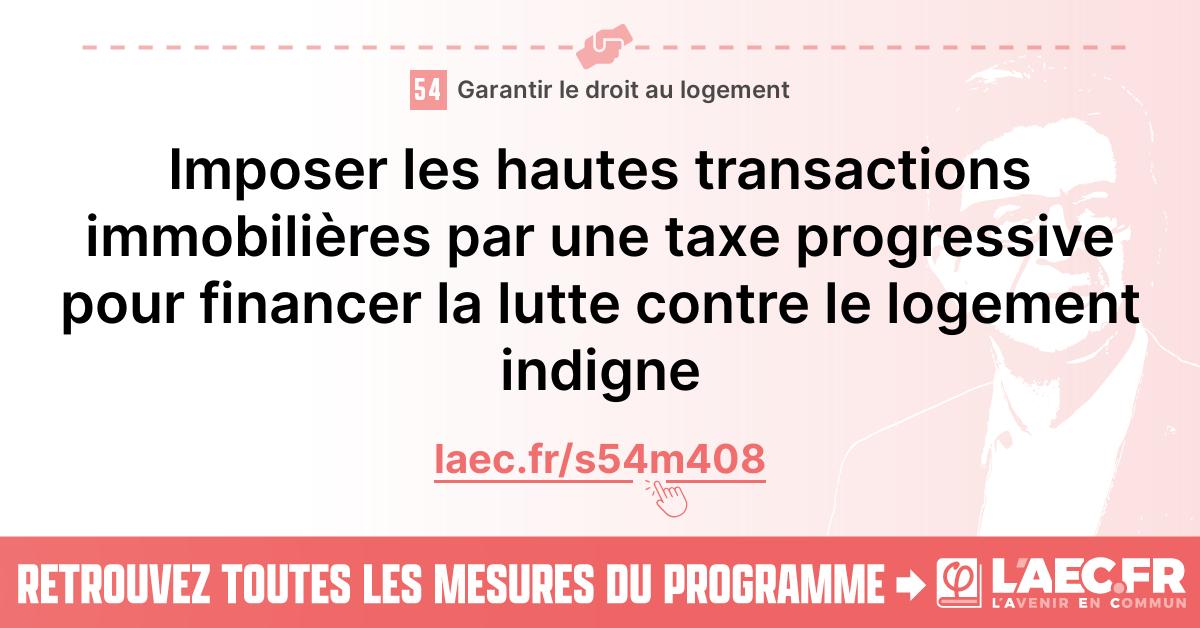 54 Garantir le droit au logement
Imposer les hautes transactions
immobilières par une taxe progressive
pour financer la lutte contre le logement
indigne
laec.fr/s54m408
RETROUVEZ TOUTES LES MESURES DU PROGRAMME
L'AEC.FR
L'AVENIR EN COMMUN